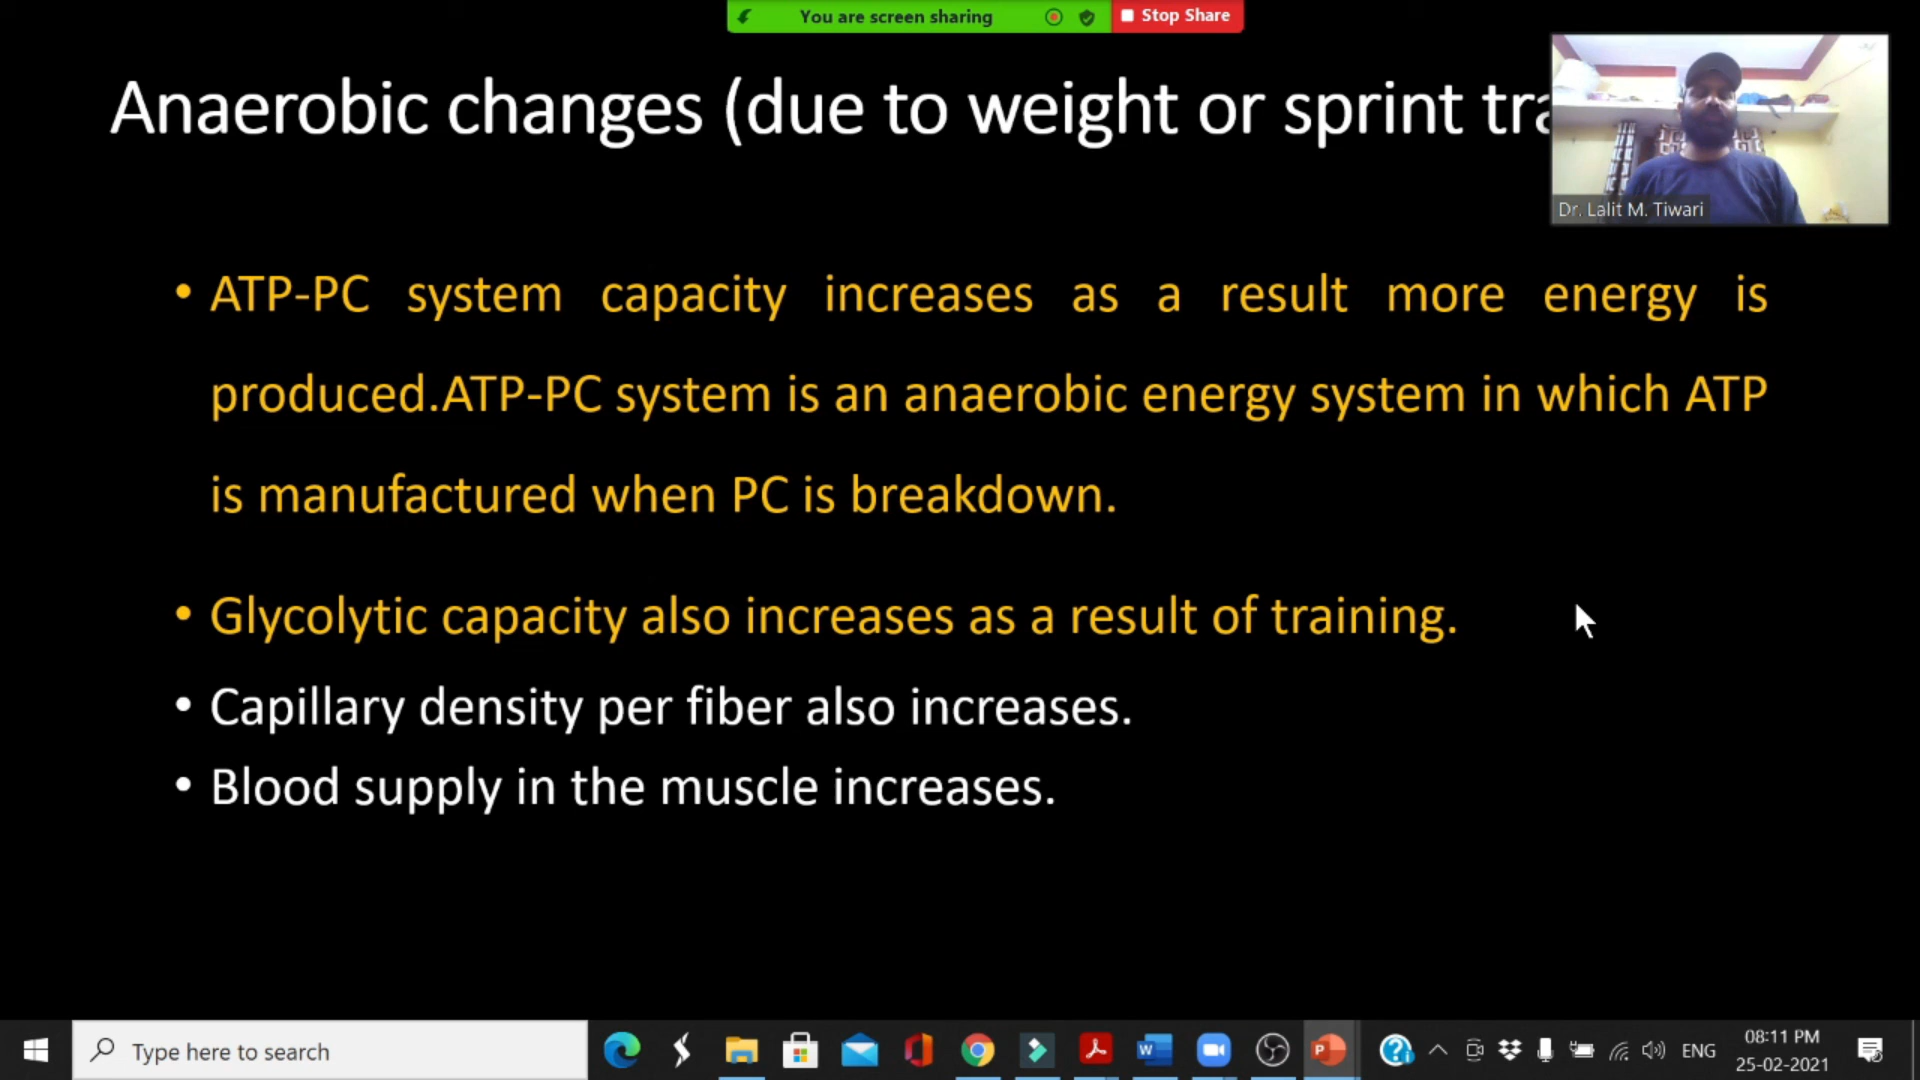 You are screen sharing
Stop Share
Anaerobic changes (due to weight or sprint
Dr. Lalit M. Tiwari
• ATP-PC system capacity increases as a result more energy is
produced.ATP-PC system is an anaerobic energy system in which ATP
is manufactured when PC is breakdown.
• Glycolytic capacity also increases as a result of training.
• Capillary density per fiber also increases.
• Blood supply in the muscle increases.
Type here to search
ENG
08:11 PM
25-02-2021